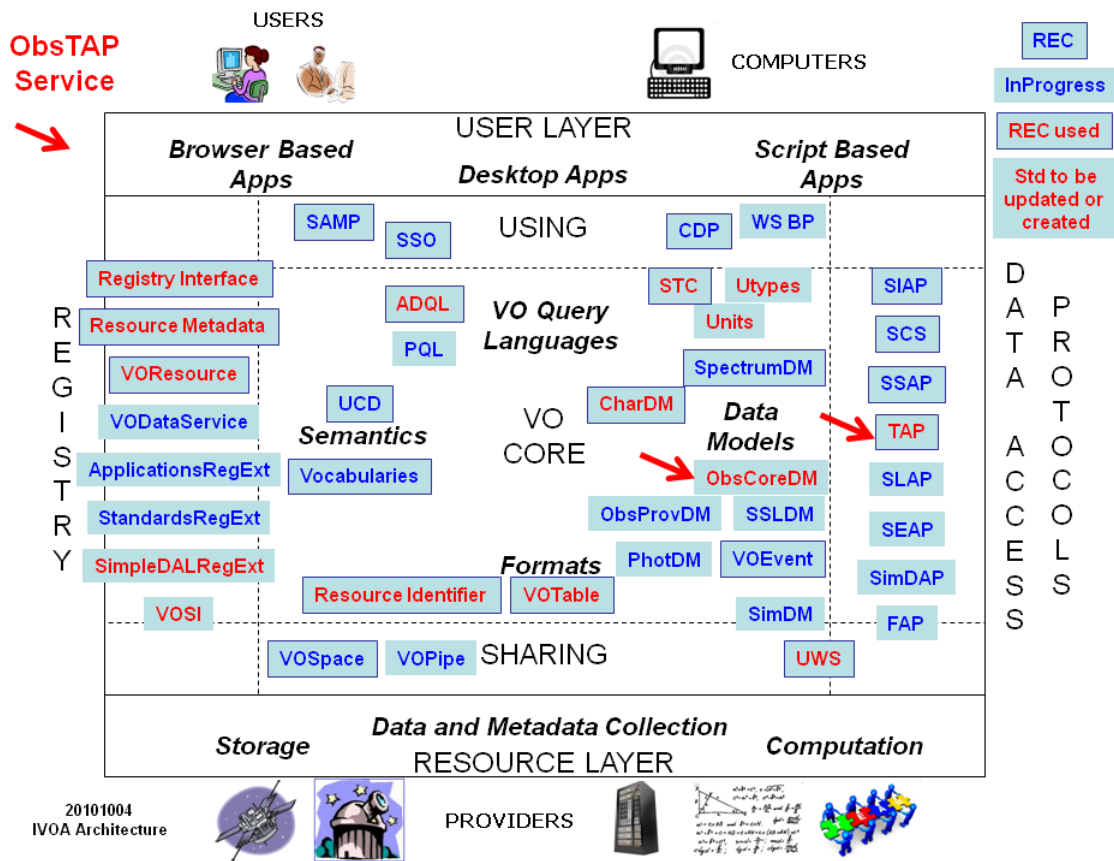 USERS
ObsTAP
Service
COMPUTERS
REC
InProgress
REC used
Std to be
updated or
created
USER LAYER
Browser Based
Apps
Desktop Apps
Script Based
Apps
SAMP
SSO
USING
CDP
WS BP
REGISTRY
Registry Interface
Resource Metadata
VOResource
VODataService
ApplicationsRegExt
StandardsRegExt
SimpleDALRegExt
VOSI
ADQL
PQL
VO Query
Languages
STC
Utypes
Units
SpectrumDM
UCD
Semantics
Vocabularies
VO
CORE
CharDM
Data
Models
ObsCoreDM
ObsProvDM
SSLDM
PhotDM
VOEvent
SimDM
Formats
Resource Identifier
VOTable
SIAP
SCS
SSAP
TAP
SLAP
SEAP
SimDAP
FAP
DATA ACCESS
PROTOCOLS
VOSpace
VOPipe
SHARING
UWS
Data and Metadata Collection
Storage
Computation
RESOURCE LAYER
20101004
IVOA Architecture
PROVIDERS